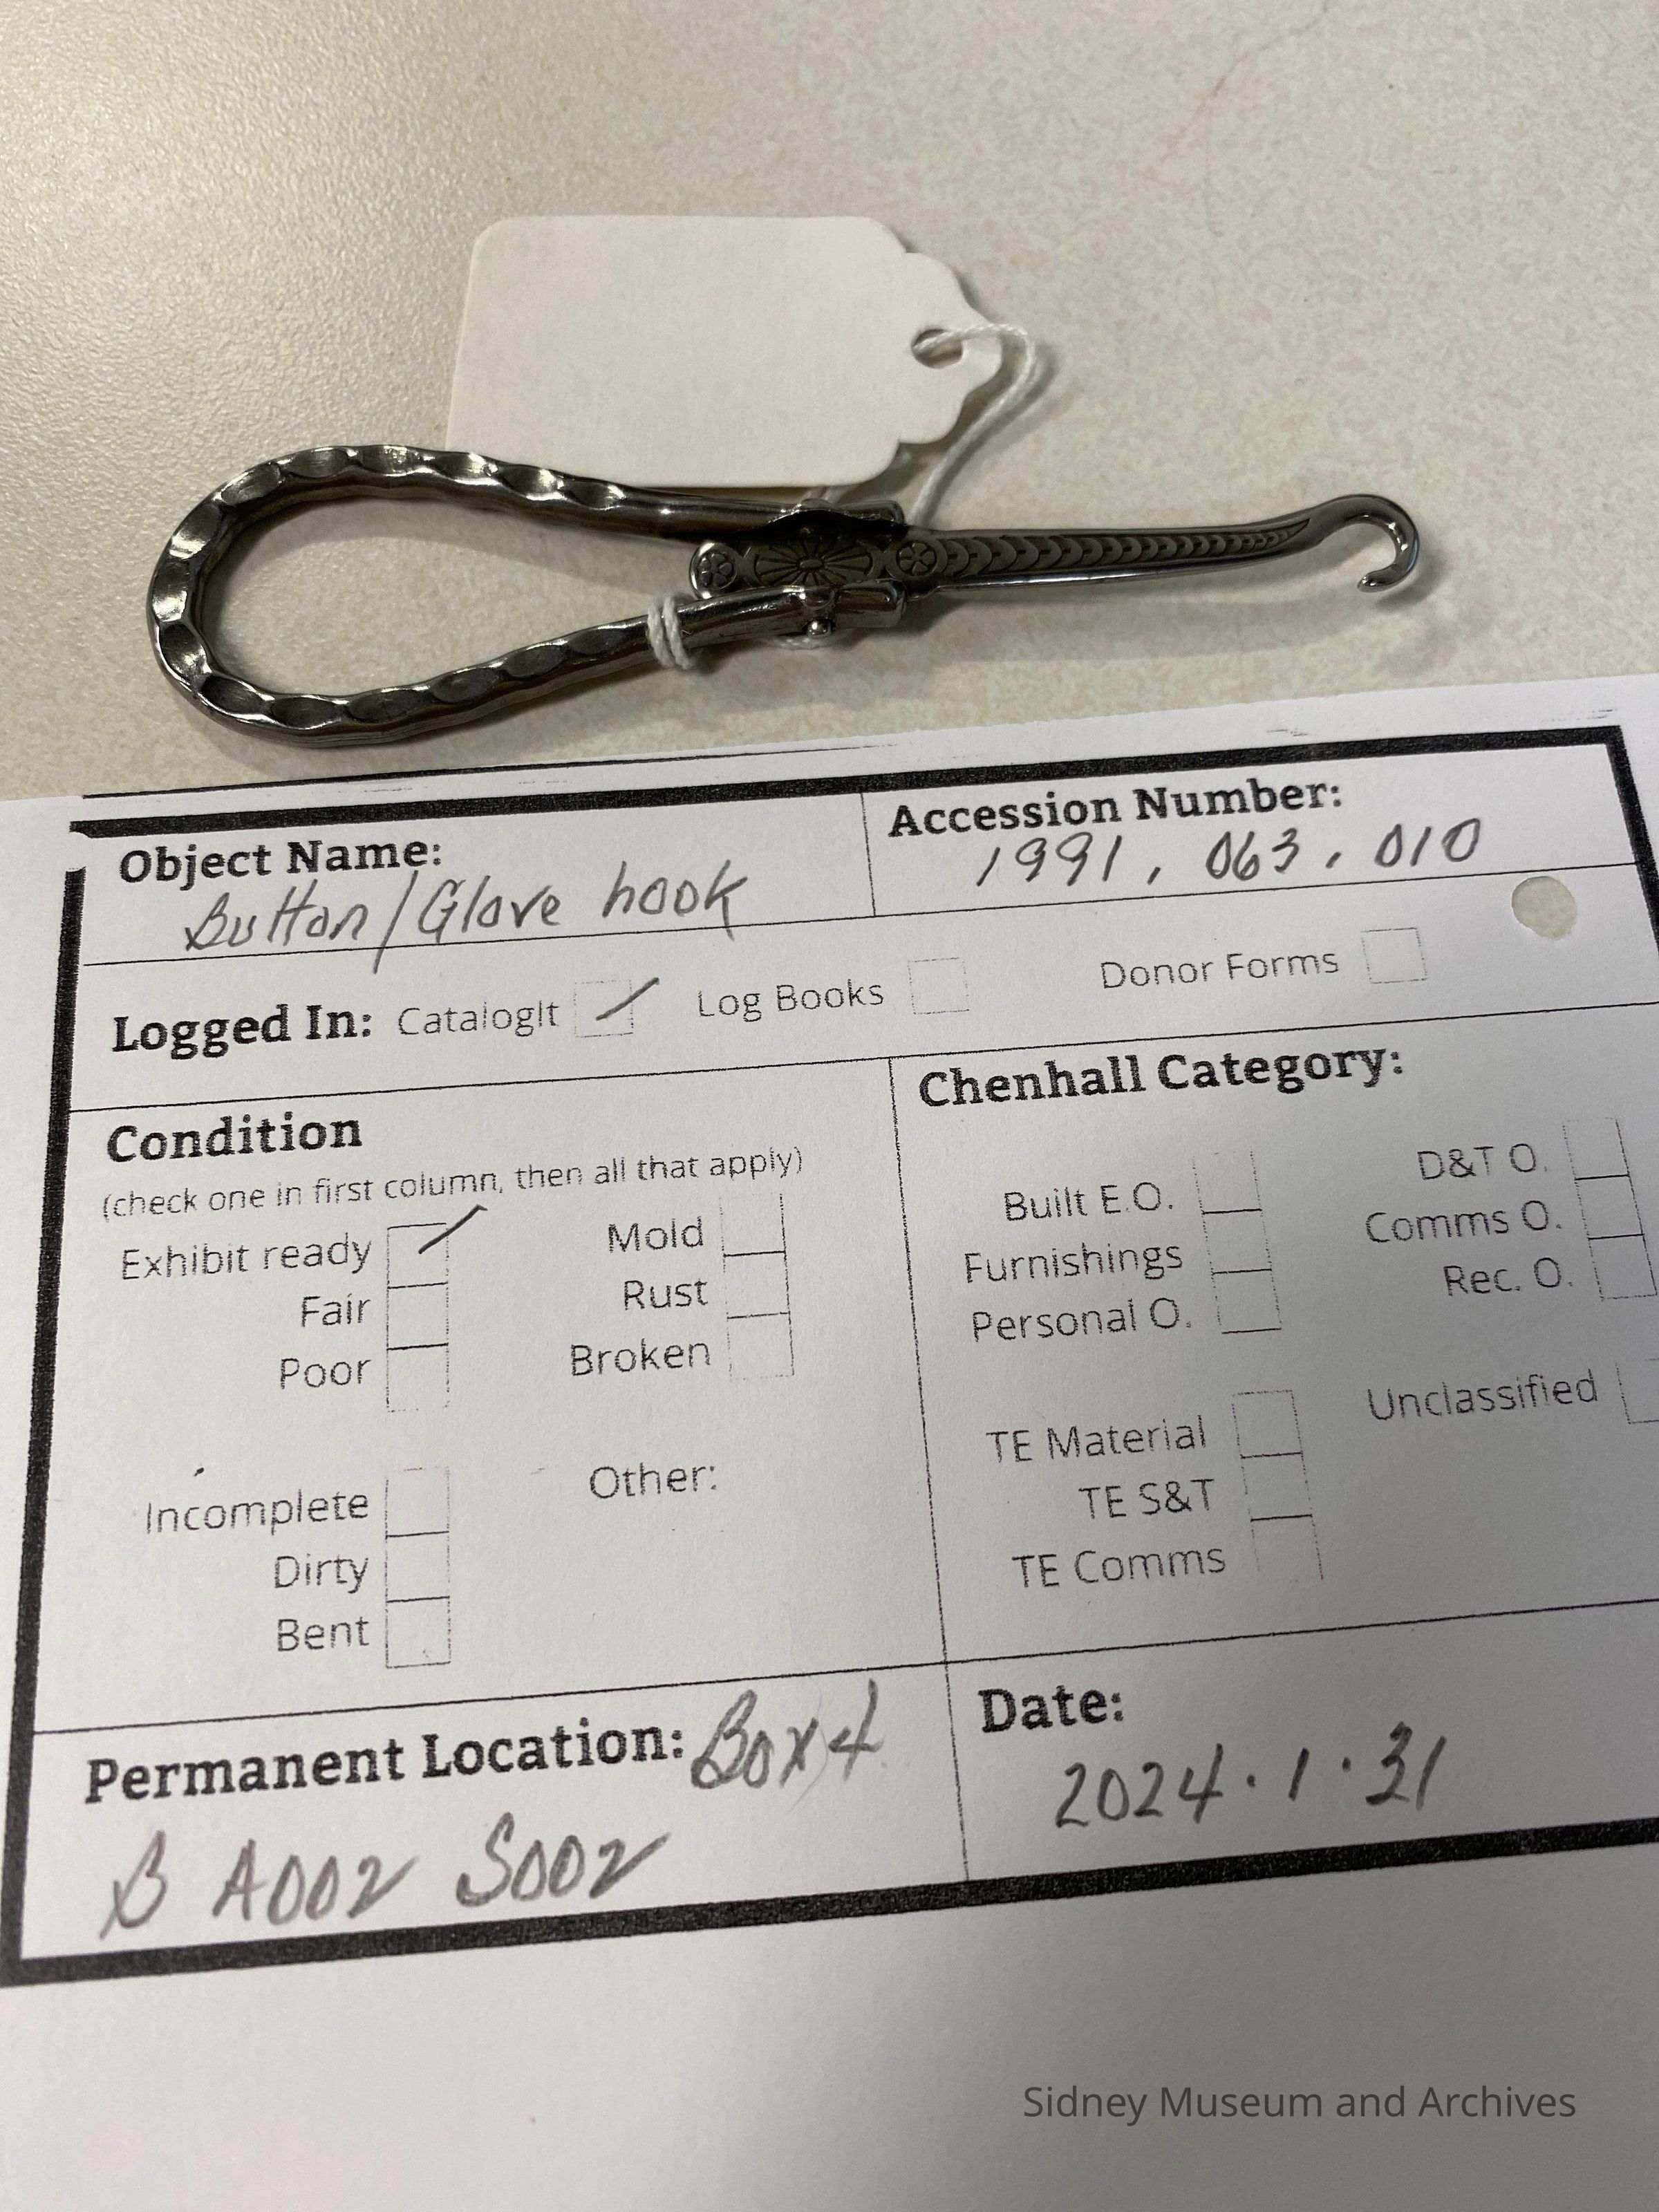 Object Name:
Button/Glove hook
Accession Number:
1991.063.010
Logged In: CatalogIt Log Books Donor Forms
Condition
(check one in first column, then all that apply)
Exhibit ready
Fair
Poor
Mold
Rust
Broken
Incomplete
Dirty
Bent
Other:
Chenhall Category:
Built E.O.
Furnishings
Personal O.
D&T O.
Comms O.
Rec. O.
TE Material
TE S&T
TE Comms
Unclassified
Permanent Location: Box 4
B A002 S002
Date:
2024.1.31
Sidney Museum and Archives